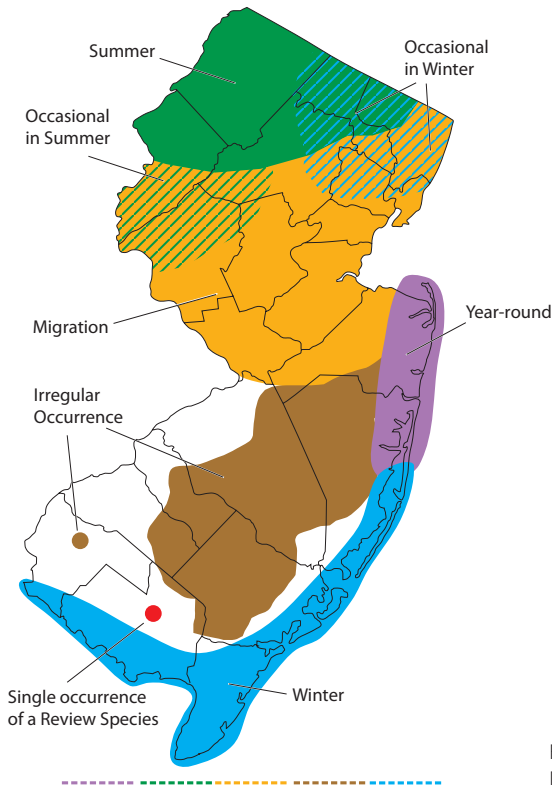 Summer
Occasional
in Winter
Occasional
in Summer
Year-round
Migration
Irregular
Occurrence
Single occurrence
of a Review Species
Winter